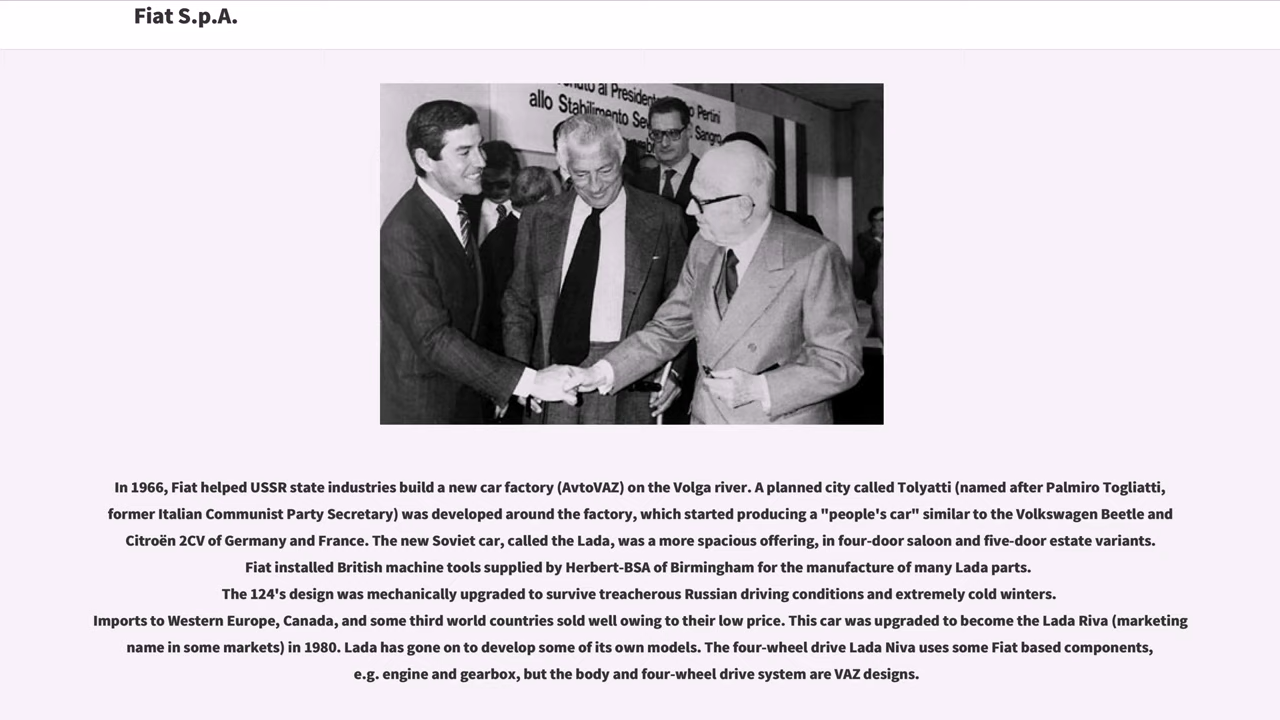 Fiat S.p.A.
al Presidente Pertini
allo Stabilimento Sangro
In 1966, Fiat helped USSR state industries build a new car factory (AvtoVAZ) on the Volga river. A planned city called Tolyatti (named after Palmiro Togliatti,
former Italian Communist Party Secretary) was developed around the factory, which started producing a "people's car" similar to the Volkswagen Beetle and
Citroën 2CV of Germany and France. The new Soviet car, called the Lada, was a more spacious offering, in four-door saloon and five-door estate variants.
Fiat installed British machine tools supplied by Herbert-BSA of Birmingham for the manufacture of many Lada parts.
The 124's design was mechanically upgraded to survive treacherous Russian driving conditions and extremely cold winters.
Imports to Western Europe, Canada, and some third world countries sold well owing to their low price. This car was upgraded to become the Lada Riva (marketing
name in some markets) in 1980. Lada has gone on to develop some of its own models. The four-wheel drive Lada Niva uses some Fiat based components,
e.g. engine and gearbox, but the body and four-wheel drive system are VAZ designs.